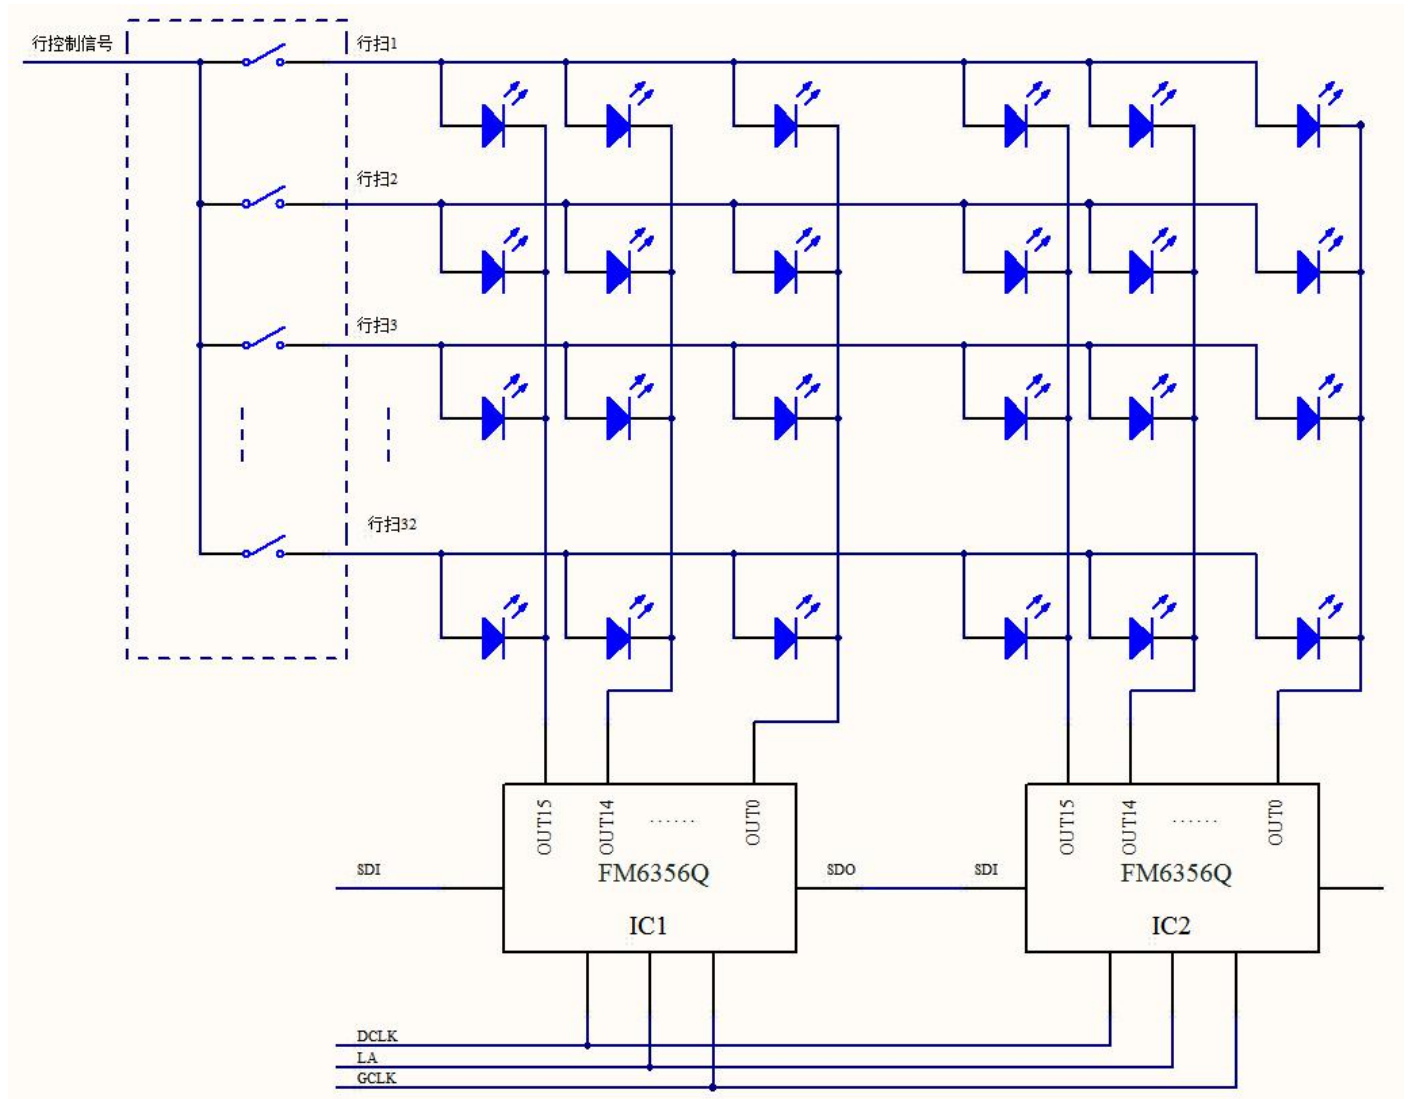 行控制信号
行扫1
行扫2
行扫3
行扫32
OUT15
OUT14
......
OUT0
OUT15
OUT14
......
OUT0
SDI
FM6356Q
SDO
SDI
FM6356Q
IC1
IC2
DCLK
LA
GCLK